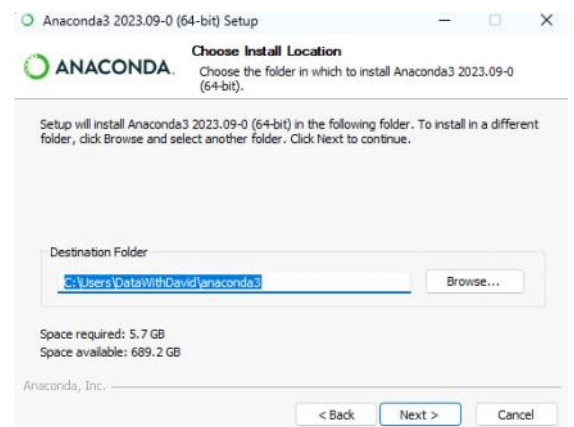 Anaconda3 2023.09-0 (64-bit) Setup
ANACONDA.
Choose Install Location
Choose the folder in which to install Anaconda3 2023.09-0
(64-bit).
Setup will install Anaconda3 2023.09-0 (64-bit) in the following folder. To install in a different
folder, click Browse and select another folder. Click Next to continue.
Destination Folder
C:\Users\DataWithDavid\anaconda3
Browse...
Space required: 5.7 GB
Space available: 689.2 GB
Anaconda, Inc.
< Back
Next >
Cancel